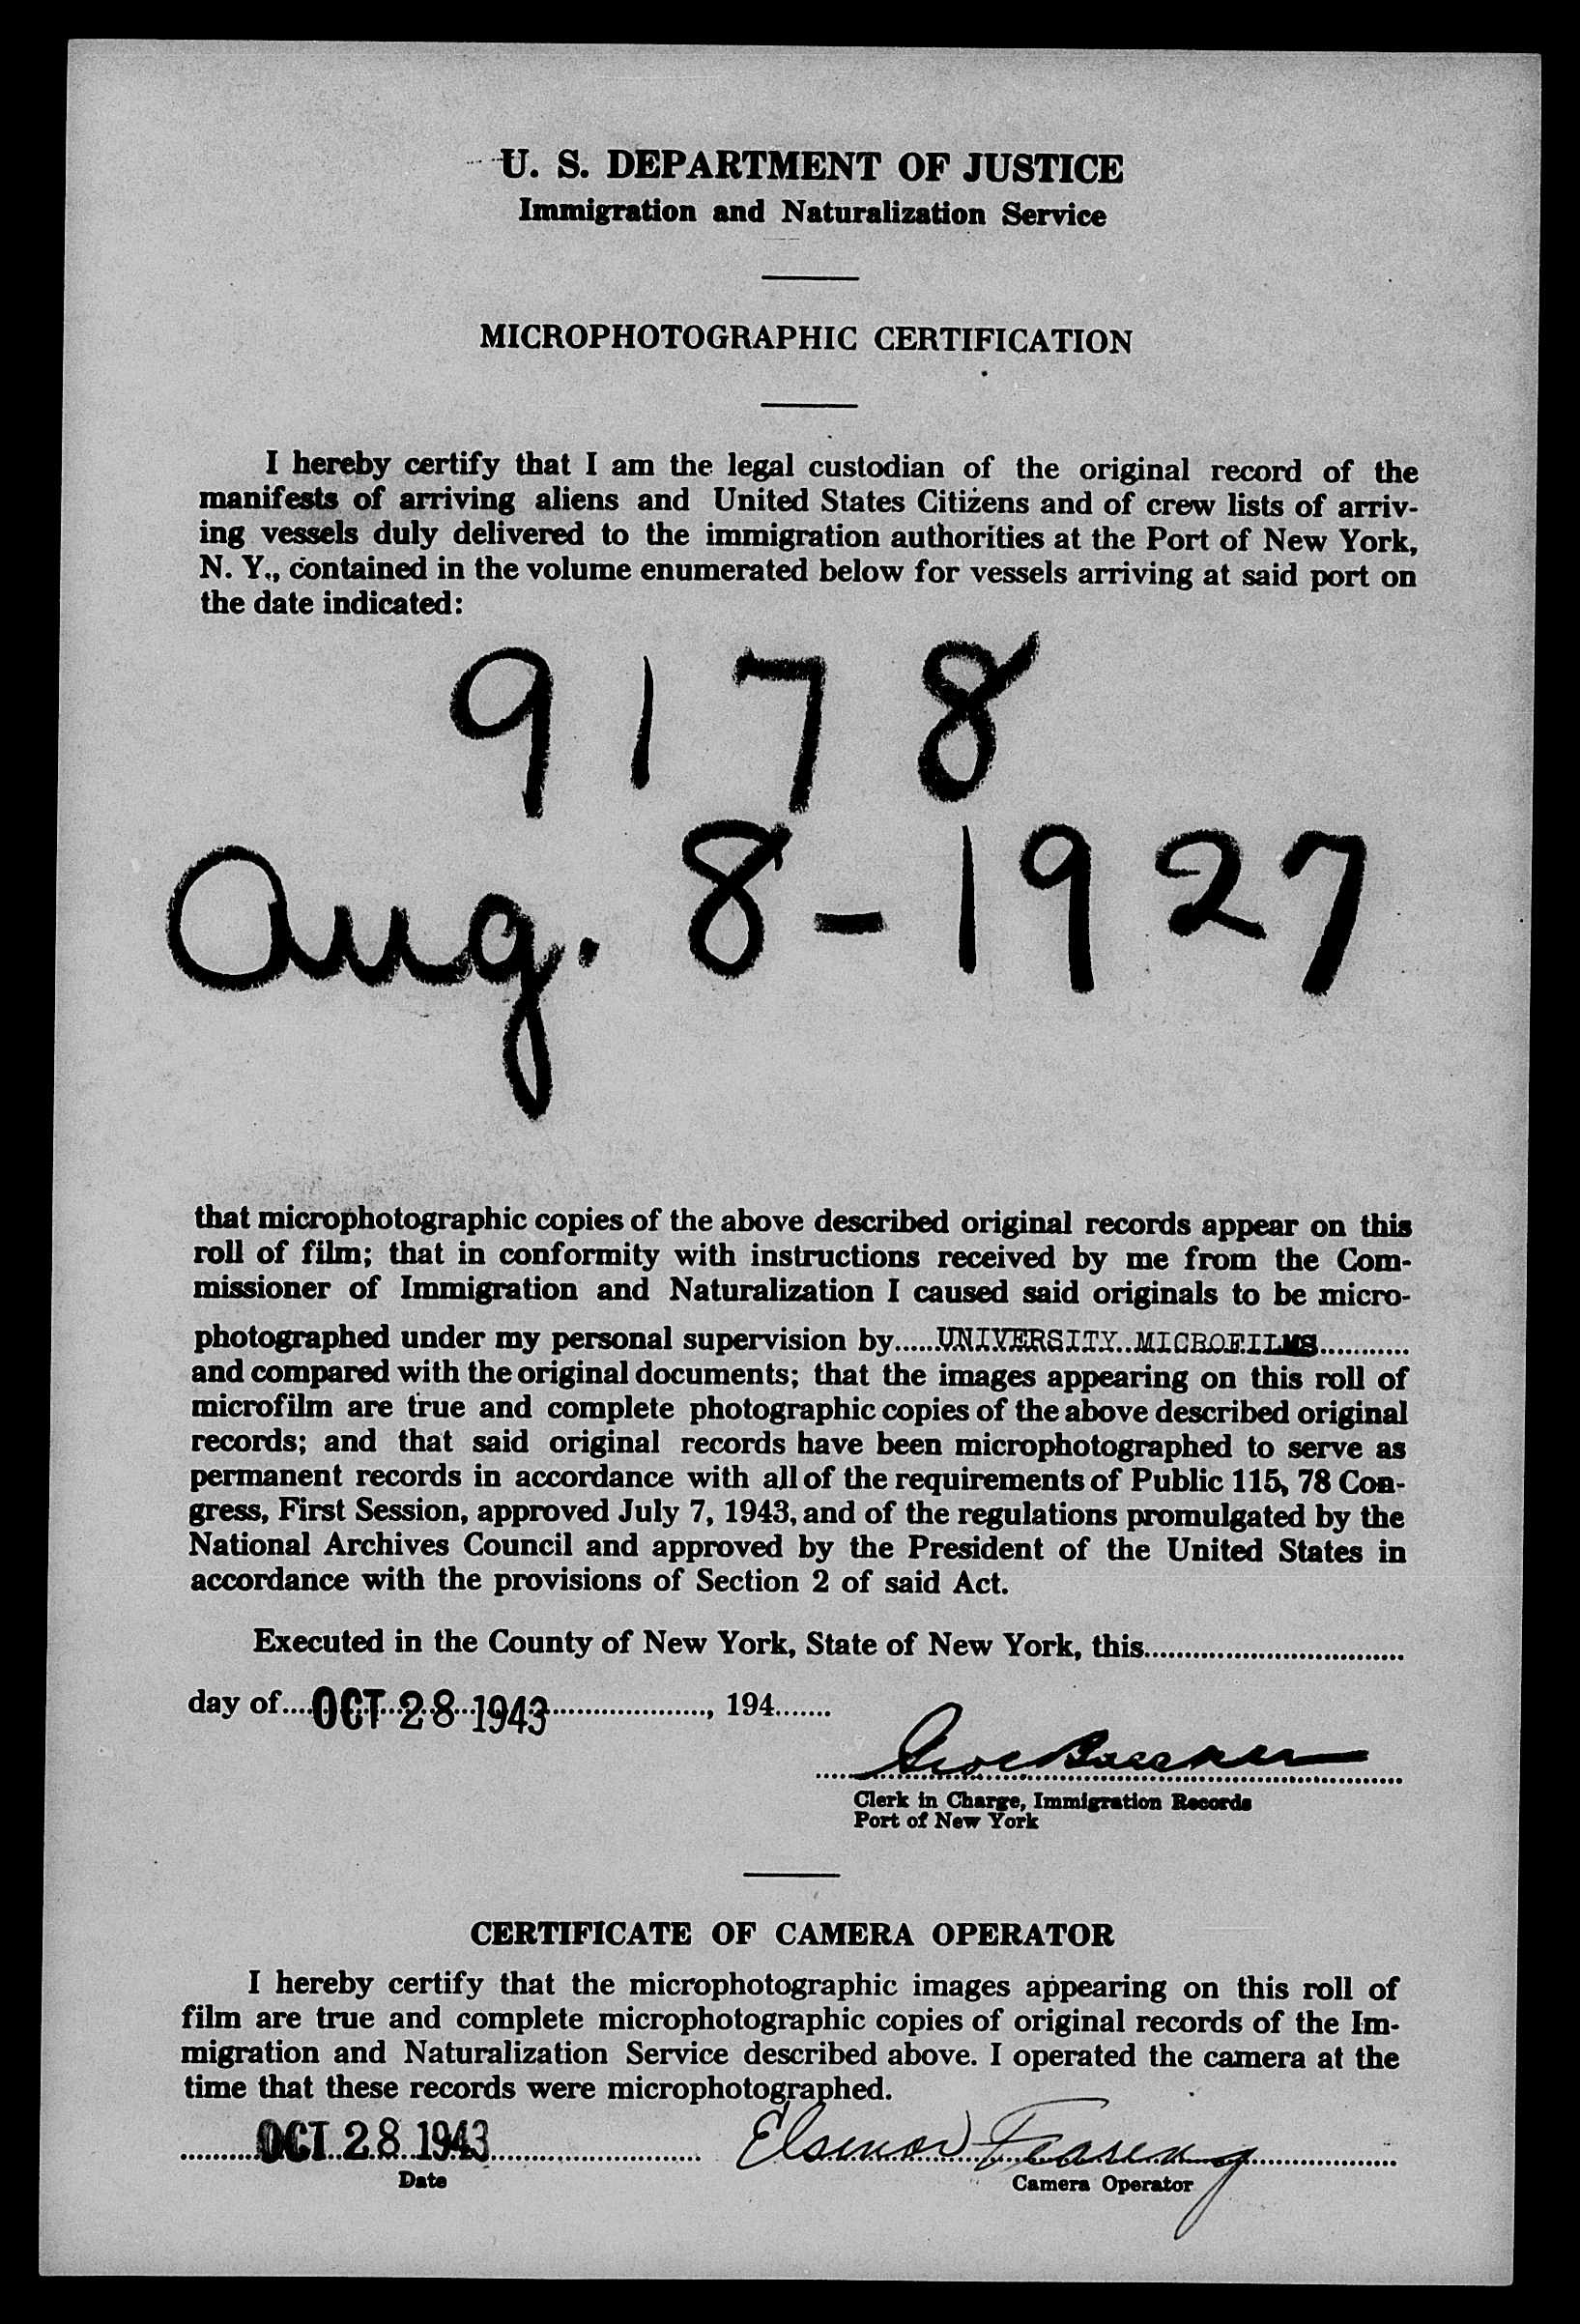 U. S. DEPARTMENT OF JUSTICE
Immigration and Naturalization Service
MICROPHOTOGRAPHIC CERTIFICATION
I hereby certify that I am the legal custodian of the original record of the
manifests of arriving aliens and United States Citizens and of crew lists of arriv-
ing vessels duly delivered to the immigration authorities at the Port of New York,
N. Y., contained in the volume enumerated below for vessels arriving at said port on
the date indicated:
9178
Aug. 8-1927
that microphotographic copies of the above described original records appear on this
roll of film; that in conformity with instructions received by me from the Com-
missioner of Immigration and Naturalization I caused said originals to be micro-
photographed under my personal supervision by.....UNIVERSITY MICROFILMS...........
and compared with the original documents; that the images appearing on this roll of
microfilm are true and complete photographic copies of the above described original
records; and that said original records have been microphotographed to serve as
permanent records in accordance with all of the requirements of Public 115, 78 Con-
gress, First Session, approved July 7, 1943, and of the regulations promulgated by the
National Archives Council and approved by the President of the United States in
accordance with the provisions of Section 2 of said Act.
Executed in the County of New York, State of New York, this................................
day of....OCT 28 1943...................., 194.......
Clerk in Charge, Immigration Records
Port of New York
CERTIFICATE OF CAMERA OPERATOR
I hereby certify that the microphotographic images appearing on this roll of
film are true and complete microphotographic copies of original records of the Im-
migration and Naturalization Service described above. I operated the camera at the
time that these records were microphotographed.
OCT 28 1943
Date
Camera Operator